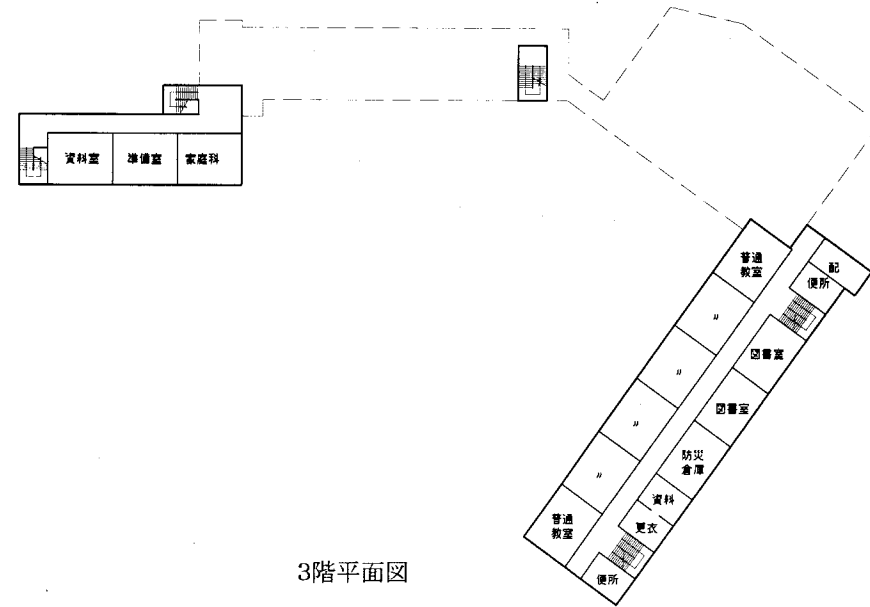 資料室
準備室
家庭科
普通
教室
〃
〃
〃
〃
普通
教室
配
便所
図書室
図書室
防災
倉庫
資料
更衣
便所
3階平面図